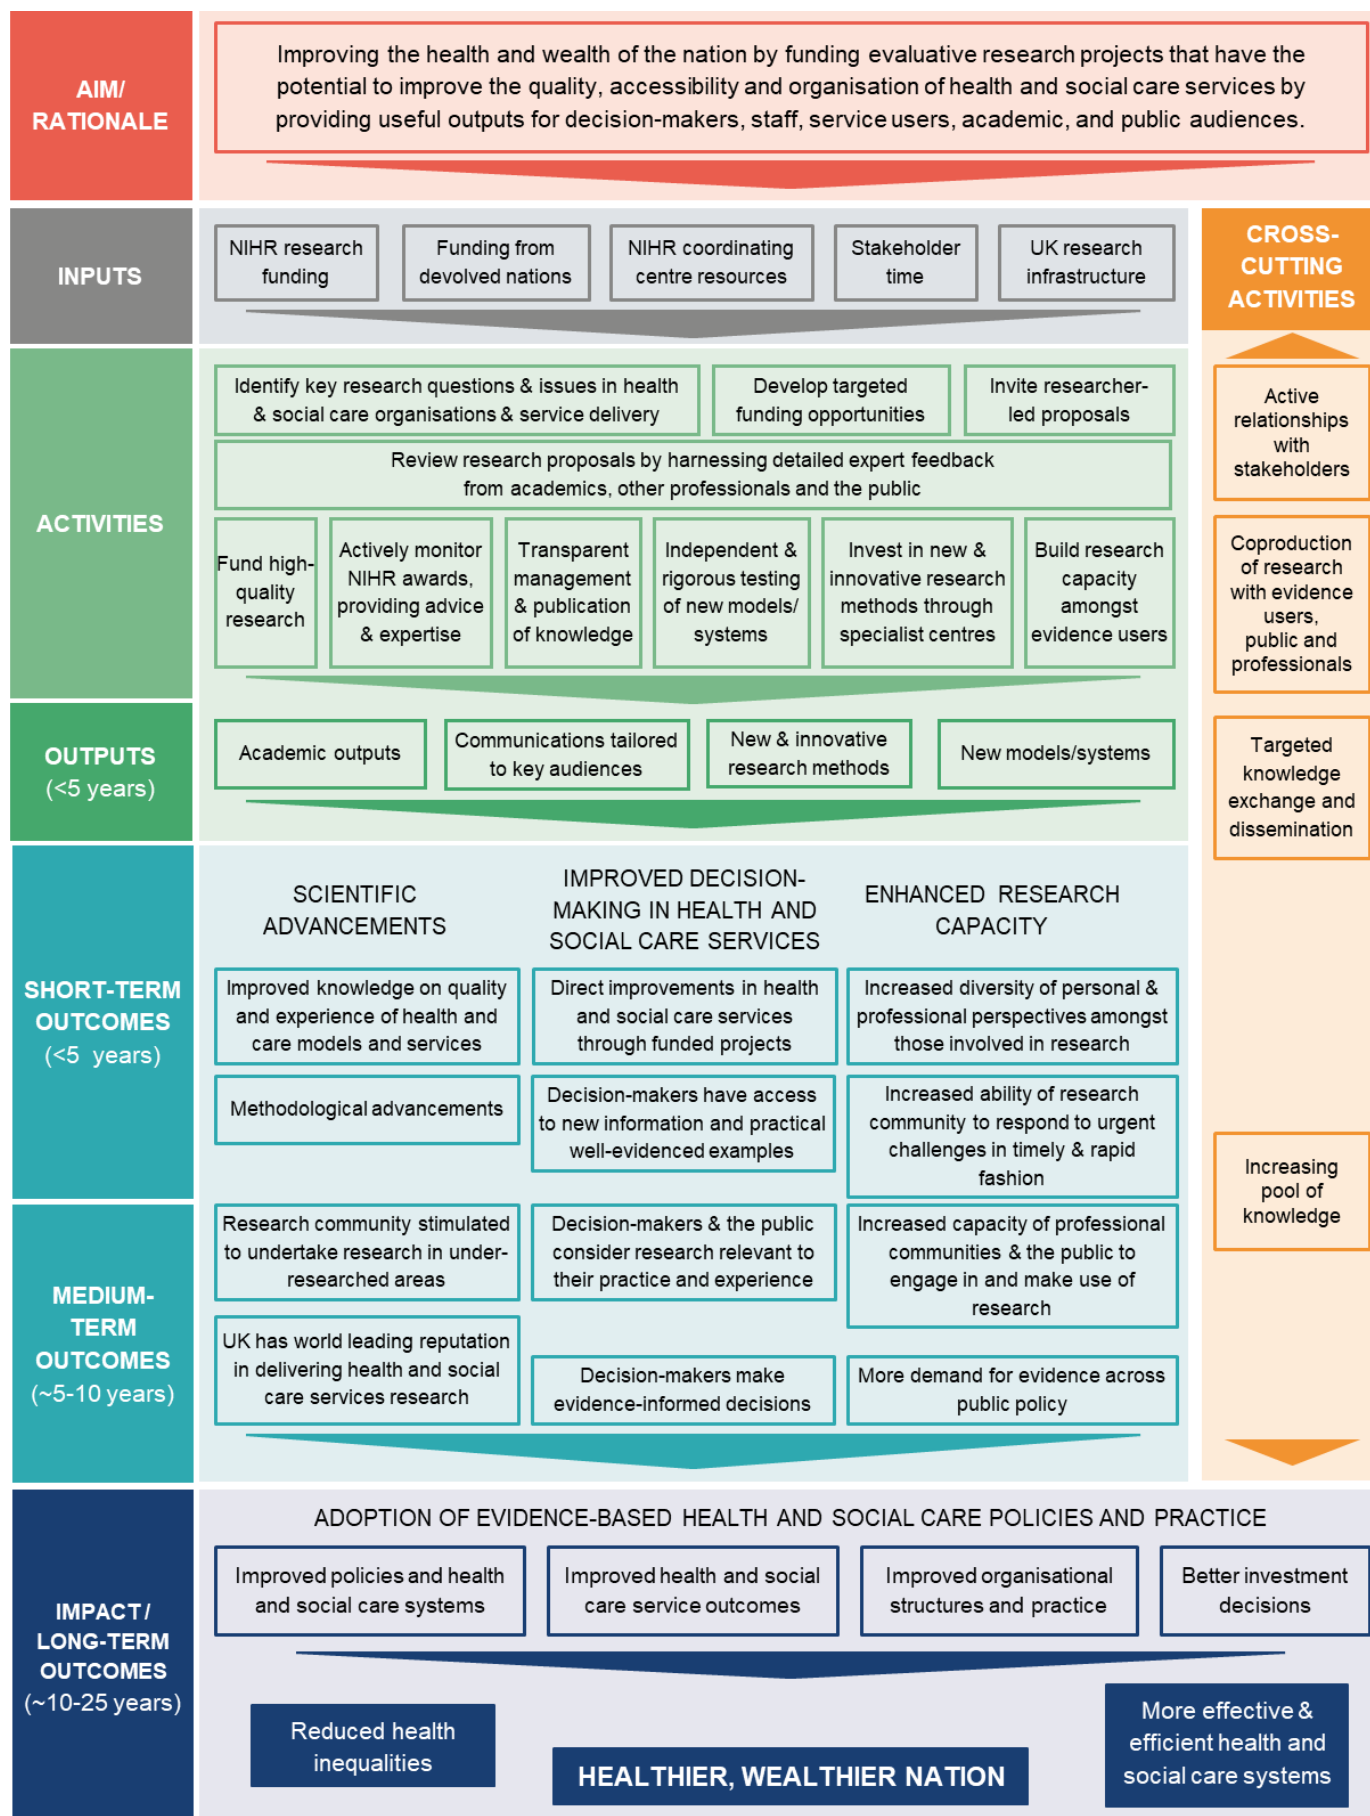 AIM/
RATIONALE
Improving the health and wealth of the nation by funding evaluative research projects that have the
potential to improve the quality, accessibility and organisation of health and social care services by
providing useful outputs for decision-makers, staff, service users, academic, and public audiences.
INPUTS
NIHR research
funding
Funding from
devolved nations
NIHR coordinating
centre resources
Stakeholder
time
UK research
infrastructure
CROSS-
CUTTING
ACTIVITIES
Active
relationships
with
stakeholders
Coproduction
of research
with evidence
users,
public and
professionals
Targeted
knowledge
exchange and
dissemination
Increasing
pool of
knowledge
ACTIVITIES
Identify key research questions & issues in health
& social care organisations & service delivery
Develop targeted
funding opportunities
Invite researcher-
led proposals
Review research proposals by harnessing detailed expert feedback
from academics, other professionals and the public
Fund high-
quality
research
Actively monitor
NIHR awards,
providing advice
& expertise
Transparent
management
& publication
of knowledge
Independent &
rigorous testing
of new models/
systems
Invest in new &
innovative research
methods through
specialist centres
Build research
capacity
amongst
evidence users
OUTPUTS
(<5 years)
Academic outputs
Communications tailored
to key audiences
New & innovative
research methods
New models/systems
SHORT-TERM
OUTCOMES
(<5 years)
SCIENTIFIC
ADVANCEMENTS
IMPROVED DECISION-
MAKING IN HEALTH AND
SOCIAL CARE SERVICES
ENHANCED RESEARCH
CAPACITY
Improved knowledge on quality
and experience of health and
care models and services
Direct improvements in health
and social care services
through funded projects
Increased diversity of personal &
professional perspectives amongst
those involved in research
Methodological advancements
Decision-makers have access
to new information and practical
well-evidenced examples
Increased ability of research
community to respond to urgent
challenges in timely & rapid
fashion
MEDIUM-
TERM
OUTCOMES
(~5-10 years)
Research community stimulated
to undertake research in under-
researched areas
Decision-makers & the public
consider research relevant to
their practice and experience
Increased capacity of professional
communities & the public to
engage in and make use of
research
UK has world leading reputation
in delivering health and social
care services research
Decision-makers make
evidence-informed decisions
More demand for evidence across
public policy
IMPACT/
LONG-TERM
OUTCOMES
(~10-25 years)
ADOPTION OF EVIDENCE-BASED HEALTH AND SOCIAL CARE POLICIES AND PRACTICE
Improved policies and health
and social care systems
Improved health and social
care service outcomes
Improved organisational
structures and practice
Better investment
decisions
Reduced health
inequalities
HEALTHIER, WEALTHIER NATION
More effective &
efficient health and
social care systems